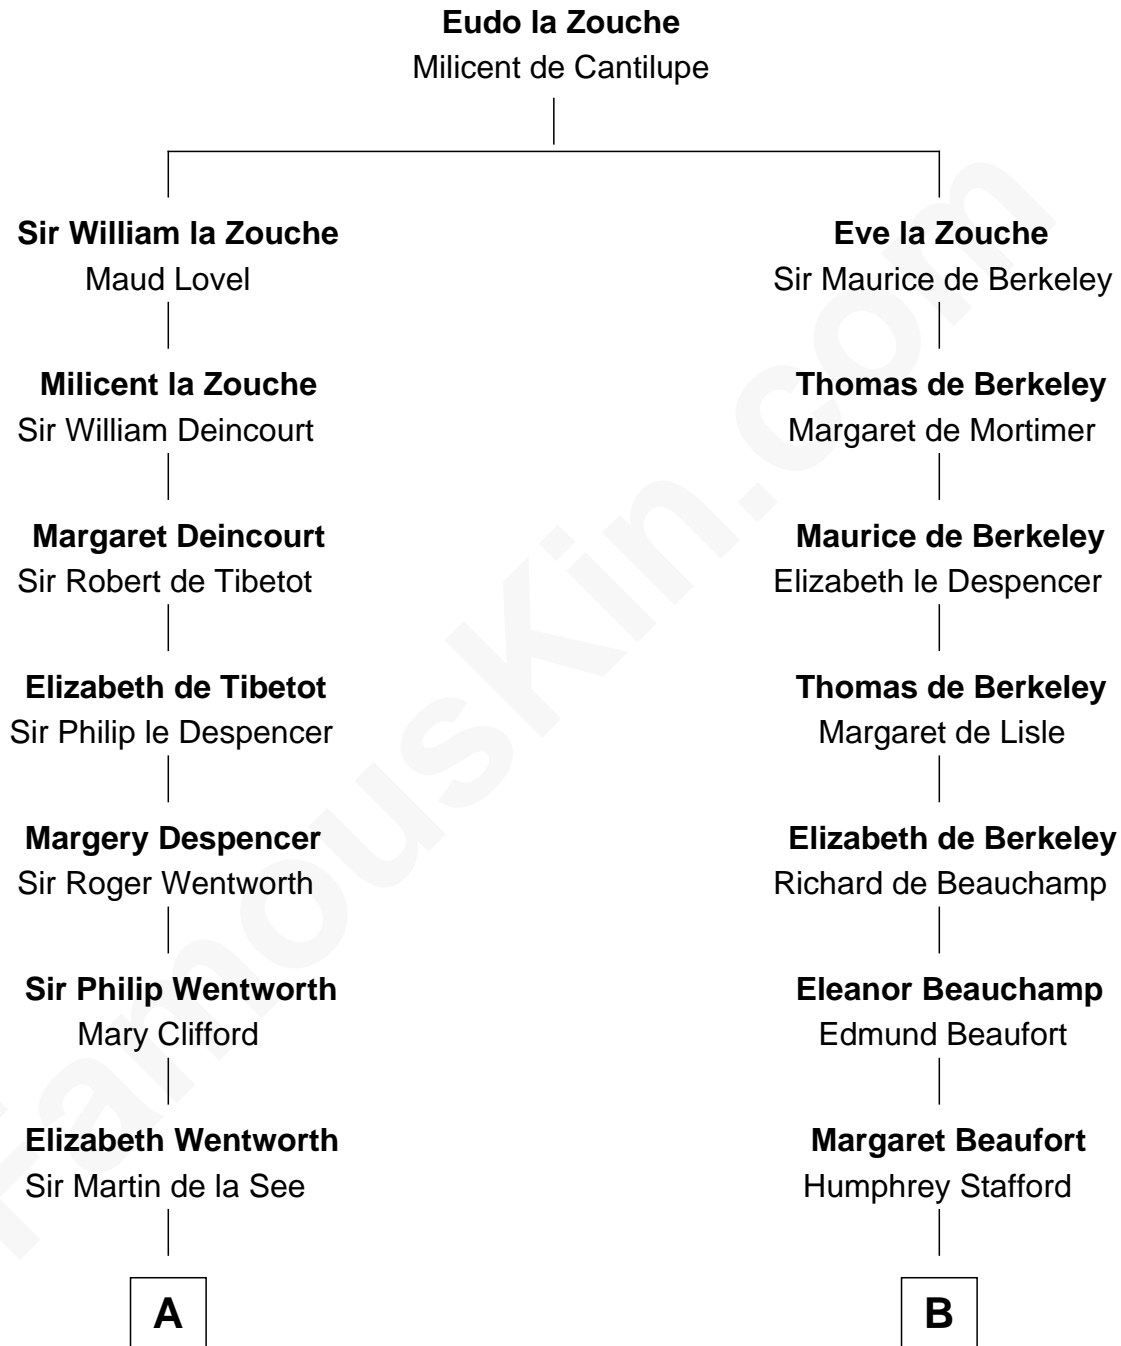 Eudo la Zouche
Milicent de Cantilupe
Sir William la Zouche
Maud Lovel
Eve la Zouche
Sir Maurice de Berkeley
Milicent la Zouche
Sir William Deincourt
Thomas de Berkeley
Margaret de Mortimer
Margaret Deincourt
Sir Robert de Tibetot
Maurice de Berkeley
Elizabeth le Despencer
Elizabeth de Tibetot
Sir Philip le Despencer
Thomas de Berkeley
Margaret de Lisle
Margery Despencer
Sir Roger Wentworth
Elizabeth de Berkeley
Richard de Beauchamp
Sir Philip Wentworth
Mary Clifford
Eleanor Beauchamp
Edmund Beaufort
Elizabeth Wentworth
Sir Martin de la See
Margaret Beaufort
Humphrey Stafford
A
B
FamousKin.com